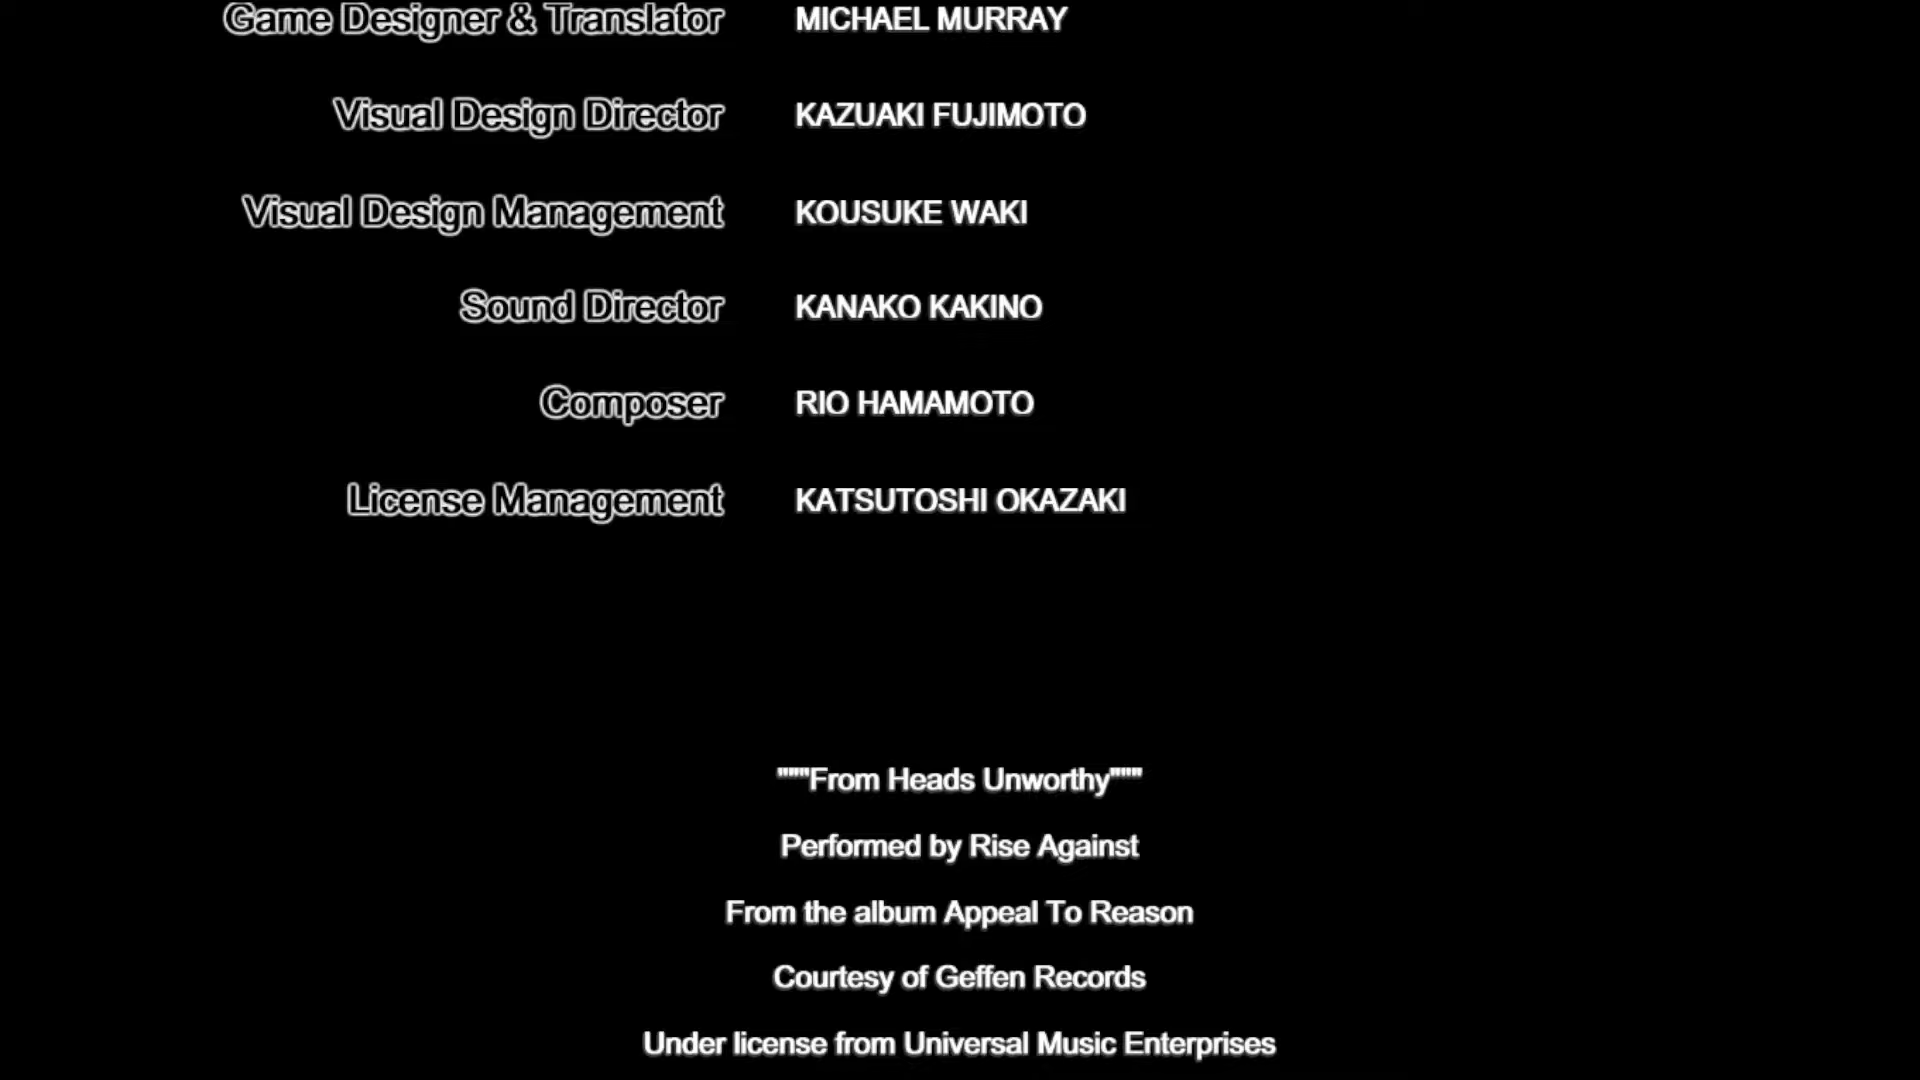 Game Designer & Translator MICHAEL MURRAY
Visual Design Director KAZUAKI FUJIMOTO
Visual Design Management KOUSUKE WAKI
Sound Director KANAKO KAKINO
Composer RIO HAMAMOTO
License Management KATSUTOSHI OKAZAKI
"""From Heads Unworthy"""
Performed by Rise Against
From the album Appeal To Reason
Courtesy of Geffen Records
Under license from Universal Music Enterprises